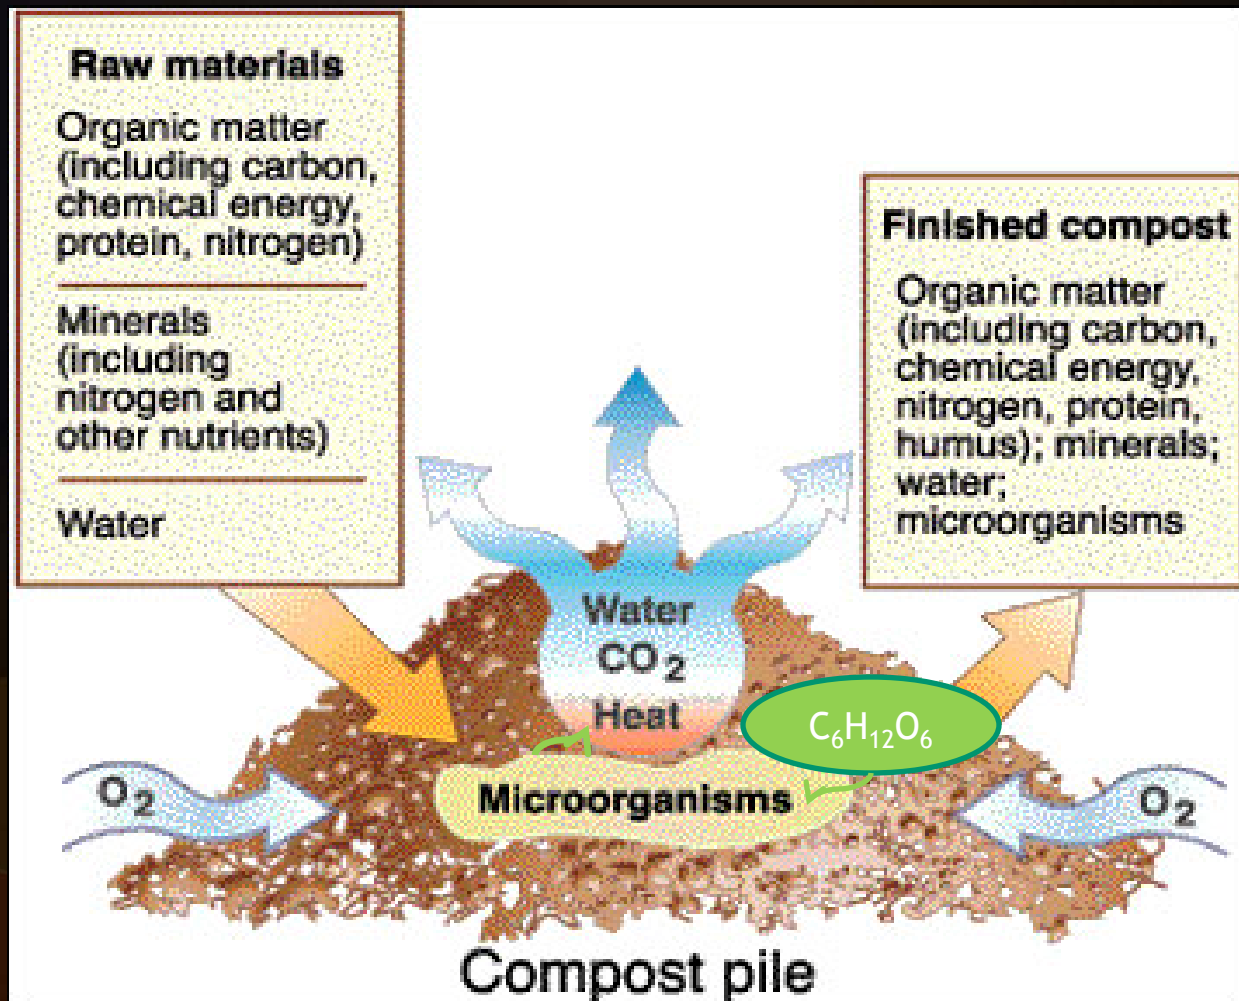 Raw materials
Organic matter
(including carbon,
chemical energy,
protein, nitrogen)
Minerals
(including
nitrogen and
other nutrients)
Water
Finished compost
Organic matter
(including carbon,
chemical energy,
nitrogen, protein,
humus); minerals;
water;
microorganisms
Water
CO₂
Heat
C₆H₁₂O₆
Microorganisms
O₂
O₂
Compost pile